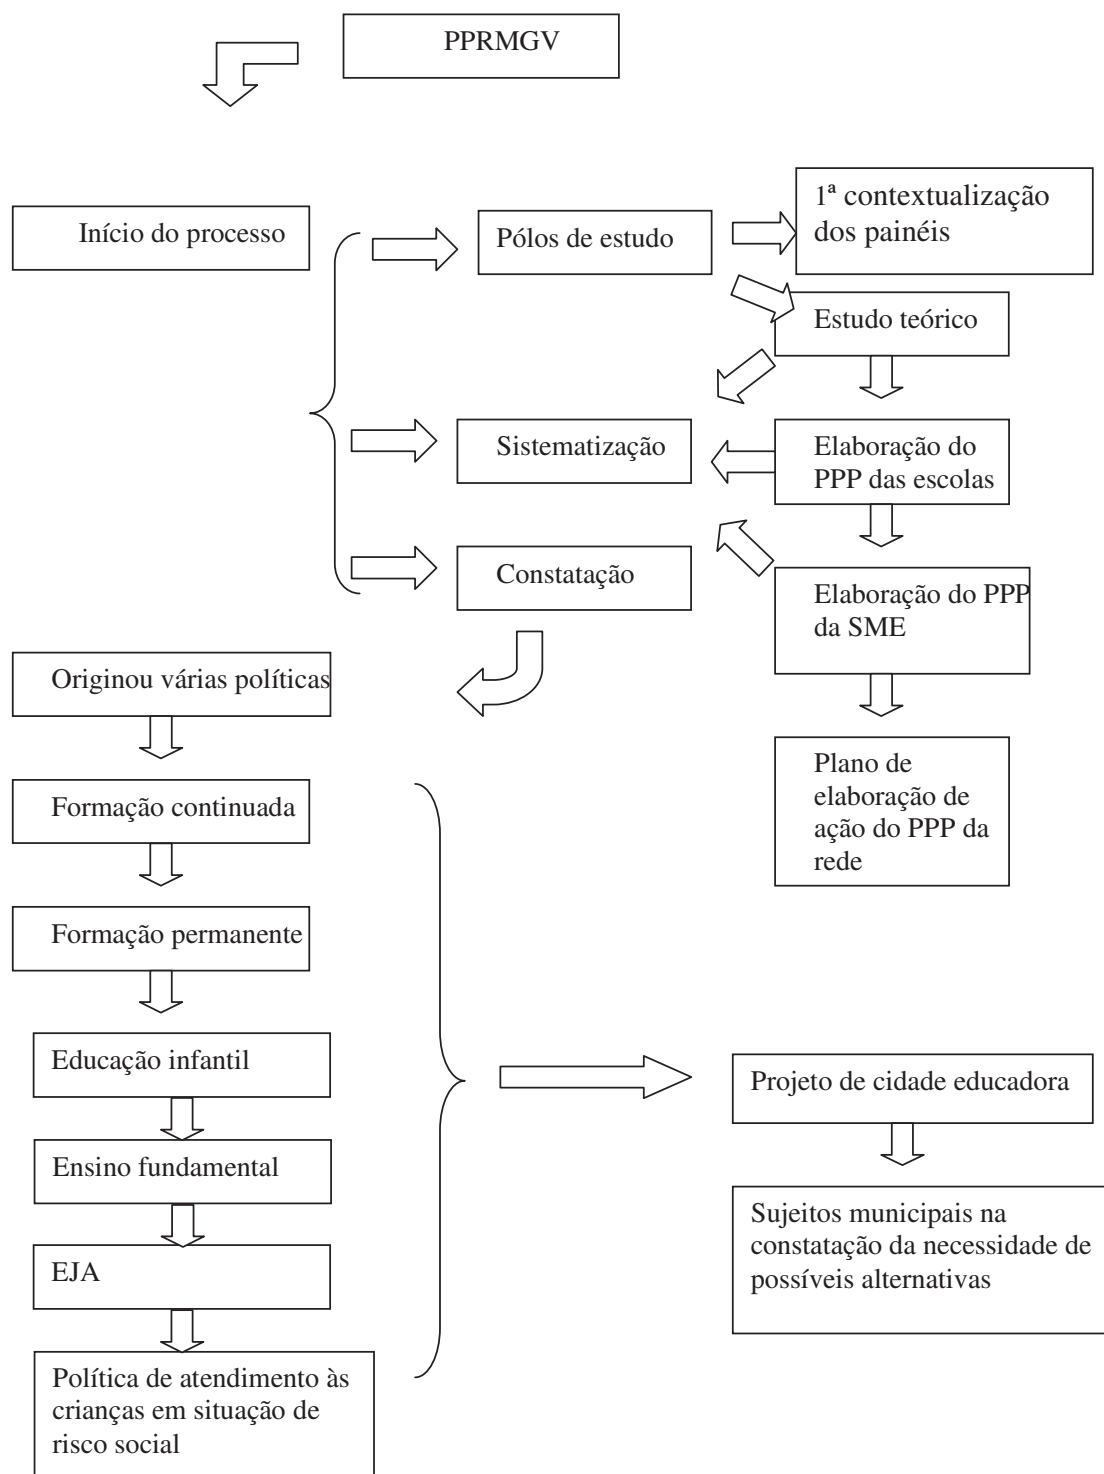 PPRMGV
Início do processo
Pólos de estudo
1ª contextualização
dos painéis
Estudo teórico
Sistematização
Elaboração do
PPP das escolas
Constatação
Elaboração do PPP
da SME
Plano de
elaboração de
ação do PPP da
rede
Originou várias políticas
Formação continuada
Formação permanente
Educação infantil
Ensino fundamental
EJA
Política de atendimento às
crianças em situação de
risco social
Projeto de cidade educadora
Sujeitos municipais na
constatação da necessidade de
possíveis alternativas